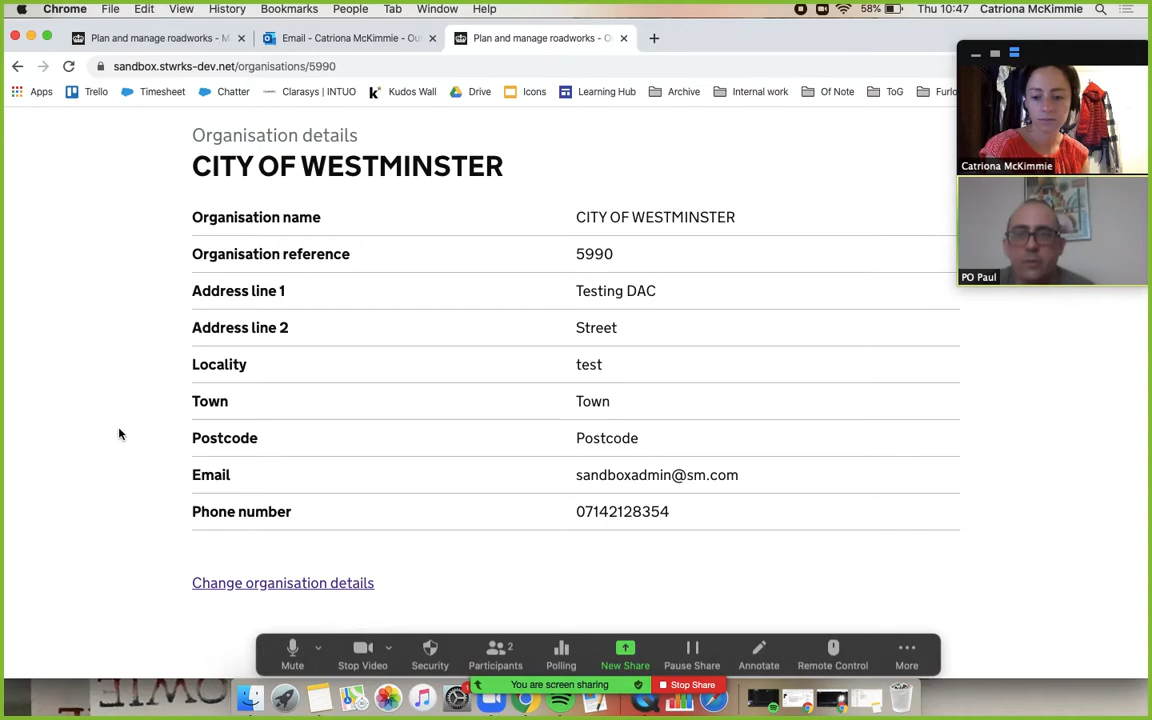 Chrome File Edit View History Bookmarks People Tab Window Help 58% Thu 10:47 Catriona McKimmie
Plan and manage roadworks - M Email - Catriona McKimmie - Ou Plan and manage roadworks - O
sandbox.stwrks-dev.net/organisations/5990
Apps Trello Timesheet Chatter Clarasys | INTUO Kudos Wall Drive Icons Learning Hub Archive Internal work Of Note ToG Furlo
Organisation details
CITY OF WESTMINSTER
Catriona McKimmie
PO Paul
Organisation name CITY OF WESTMINSTER
Organisation reference 5990
Address line 1 Testing DAC
Address line 2 Street
Locality test
Town Town
Postcode Postcode
Email sandboxadmin@sm.com
Phone number 07142128354
Change organisation details
Mute Stop Video Security Participants 2 Polling New Share Pause Share Annotate Remote Control More
You are screen sharing Stop Share